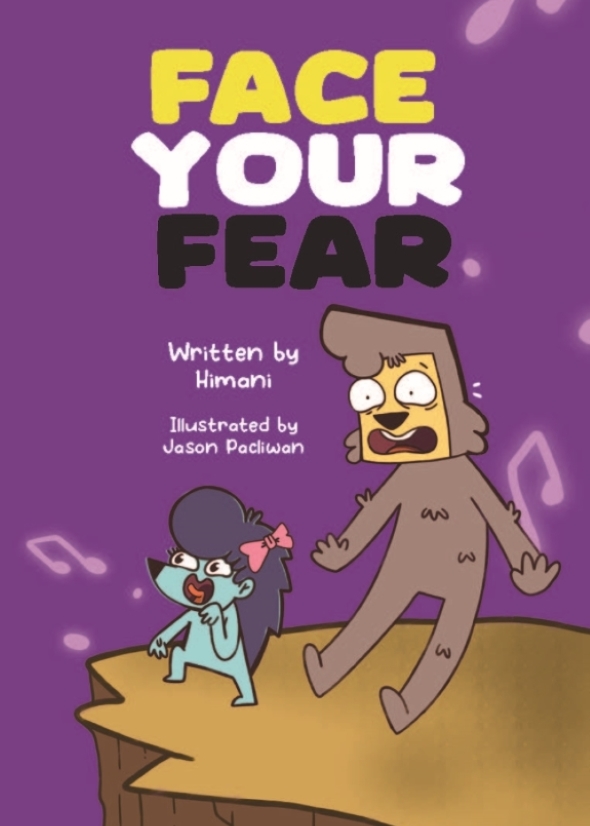 FACE
YOUR
FEAR
Written by
Himani
Illustrated by
Jason Pacliwan